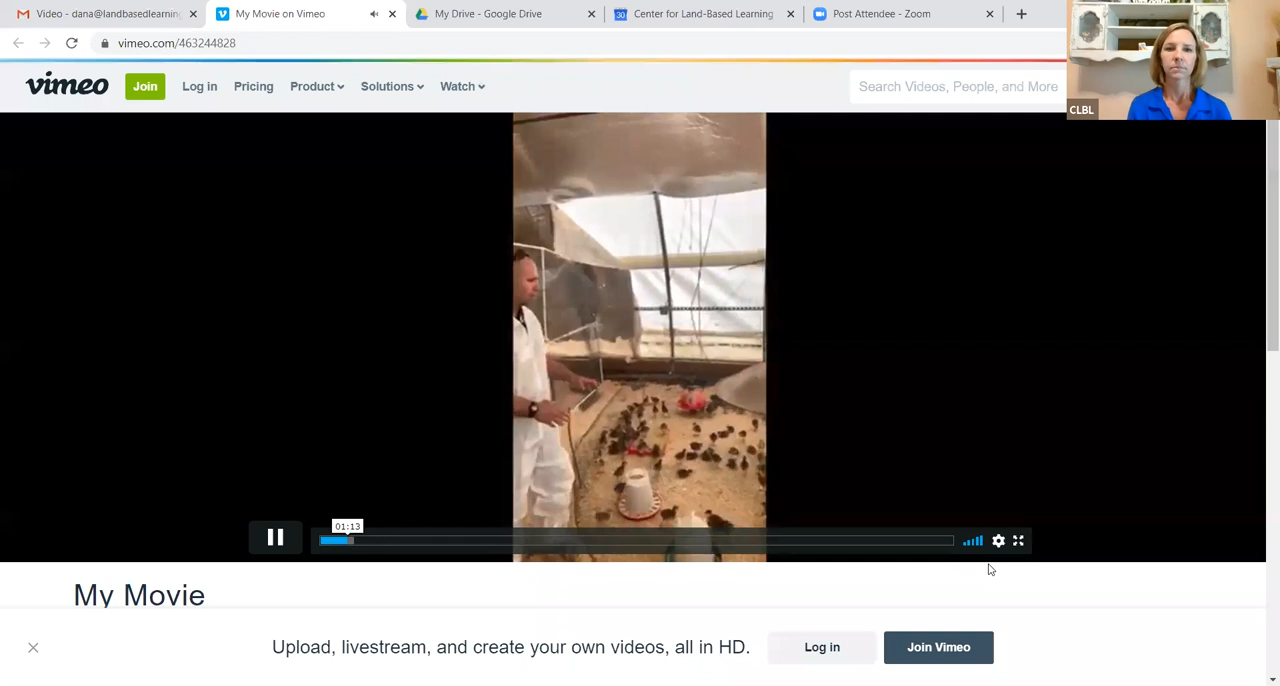 Video - dana@landbasedlearning
My Movie on Vimeo
My Drive - Google Drive
Center for Land-Based Learning
Post Attendee - Zoom
vimeo.com/463244828
vimeo
Join
Log in
Pricing
Product
Solutions
Watch
Search Videos, People, and More
CLBL
01:13
My Movie
Upload, livestream, and create your own videos, all in HD.
Log in
Join Vimeo